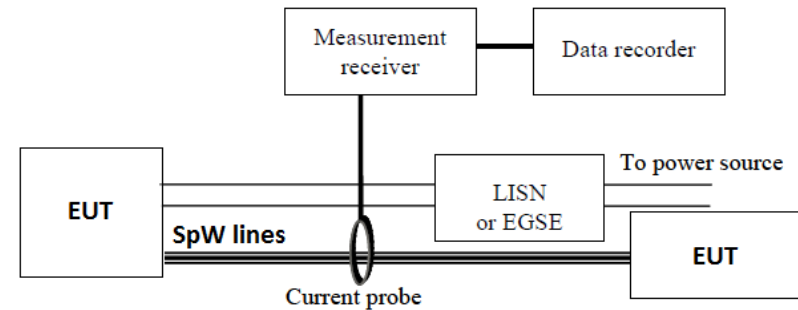 Measurement
receiver
Data recorder
To power source
EUT
LISN
or EGSE
SpW lines
EUT
Current probe